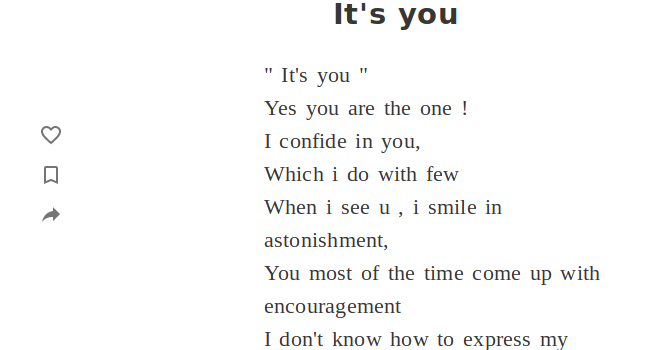 It's you
" It's you "
Yes you are the one !
I confide in you,
Which i do with few
When i see u , i smile in
astonishment,
You most of the time come up with
encouragement
I don't know how to express my